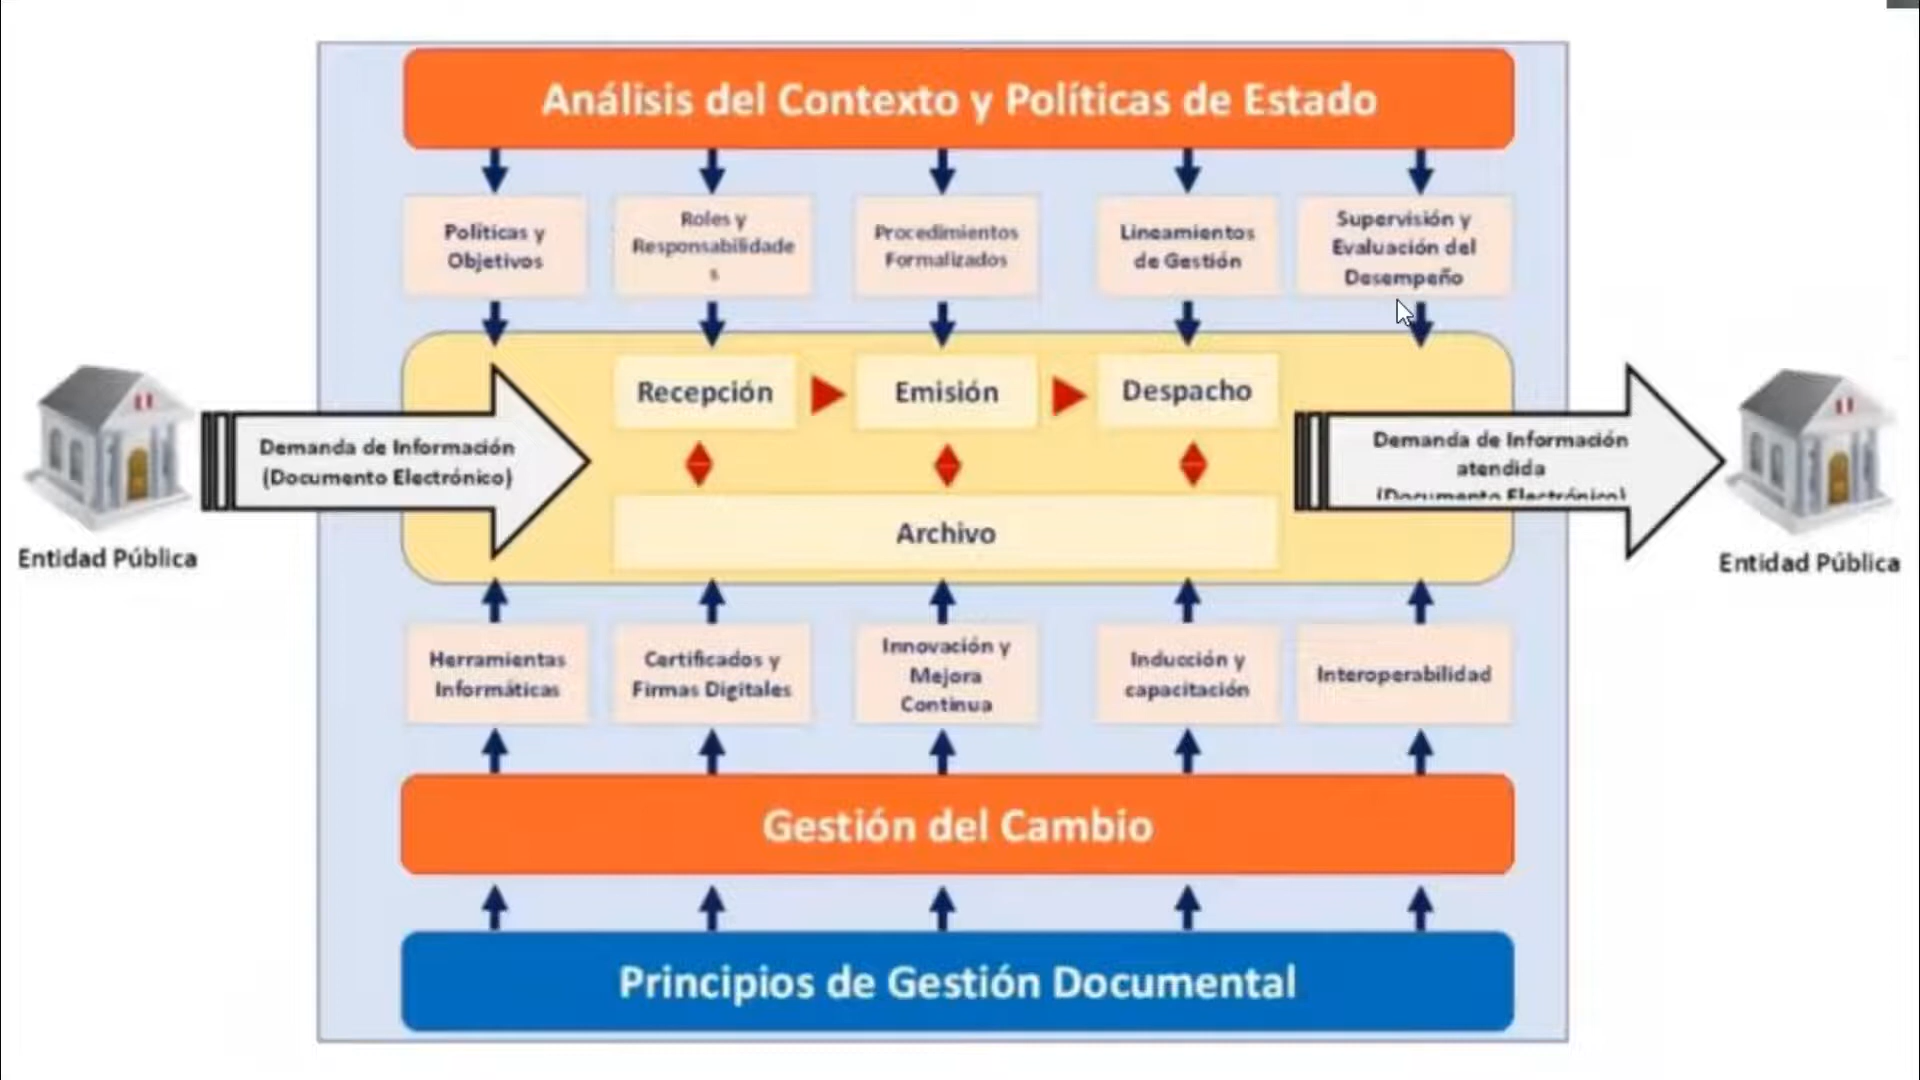 Análisis del Contexto y Políticas de Estado
Políticas y
Objetivos
Roles y
Responsabilidade
s
Procedimientos
Formalizados
Lineamientos
de Gestión
Supervisión y
Evaluación del
Desempeño
Recepción
Emisión
Despacho
Demanda de Información
(Documento Electrónico)
Demanda de Información
atendida
(Documento Electrónico)
Archivo
Entidad Pública
Entidad Pública
Herramientas
Informáticas
Certificados y
Firmas Digitales
Innovación y
Mejora
Continua
Inducción y
capacitación
Interoperabilidad
Gestión del Cambio
Principios de Gestión Documental